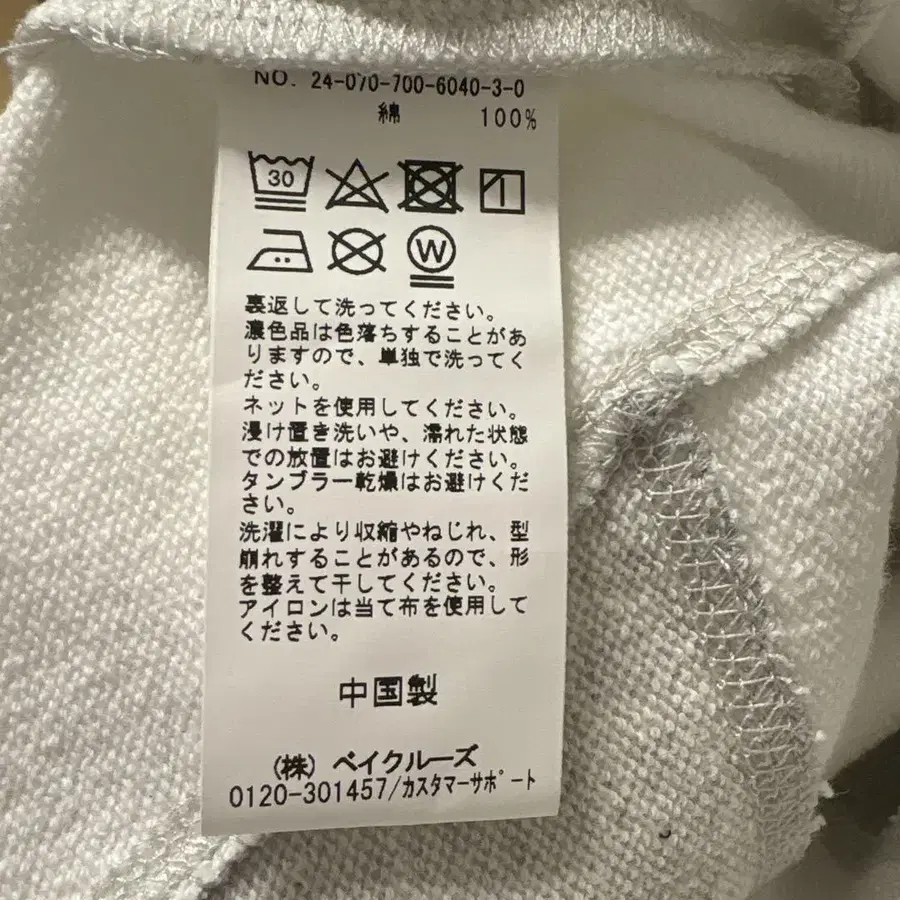 NO. 24-070-700-6040-3-0
綿 100%
30
W
裏返して洗ってください。
濃色品は色落ちすることがあ
りますので、単独で洗ってく
ださい。
ネットを使用してください。
浸け置き洗いや、濡れた状態
での放置はお避けください。
タンブラー乾燥はお避けくだ
さい。
洗濯により収縮やねじれ、型
崩れすることがあるので、形
を整えて干してください。
アイロンは当て布を使用して
ください。
中国製
(株) ベイクルーズ
0120-301457/カスタマーサポート